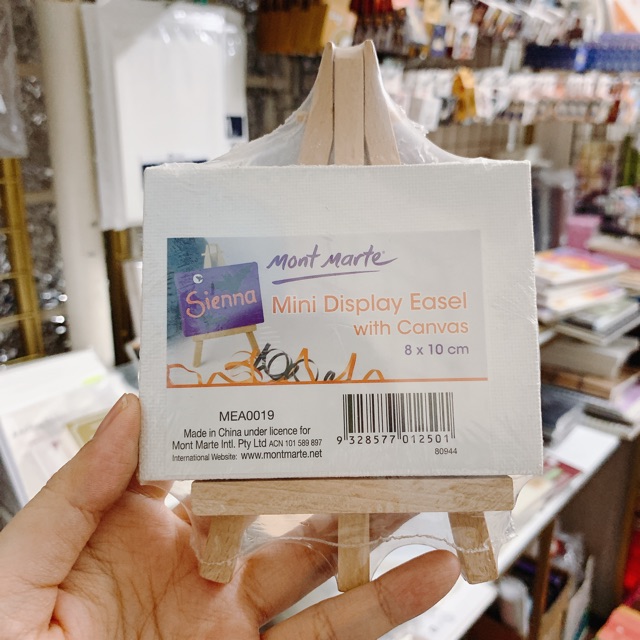 mont marte
Sienna
Mini Display Easel
with Canvas
8 x 10 cm
MEA0019
Made in China under licence for
Mont Marte Intl. Pty Ltd ACN 101 589 897
International Website: www.montmarte.net
9 328577 012501
80944